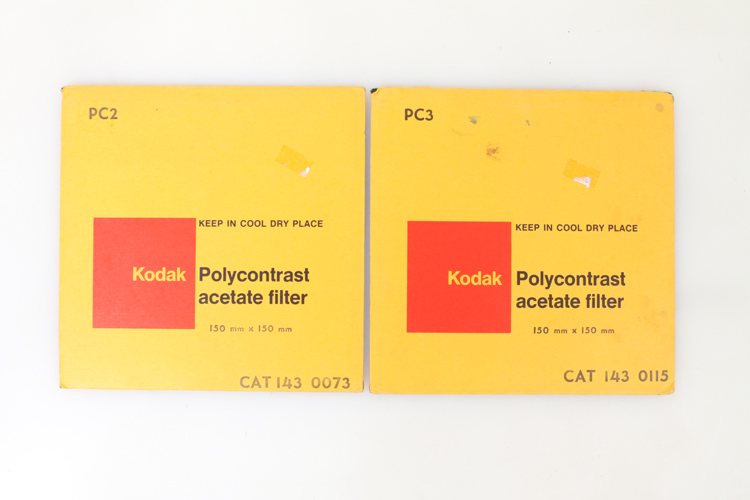 PC2
KEEP IN COOL DRY PLACE
Kodak
Polycontrast
acetate filter
150 mm x 150 mm
CAT 143 0073
PC3
KEEP IN COOL DRY PLACE
Kodak
Polycontrast
acetate filter
150 mm x 150 mm
CAT 143 0115